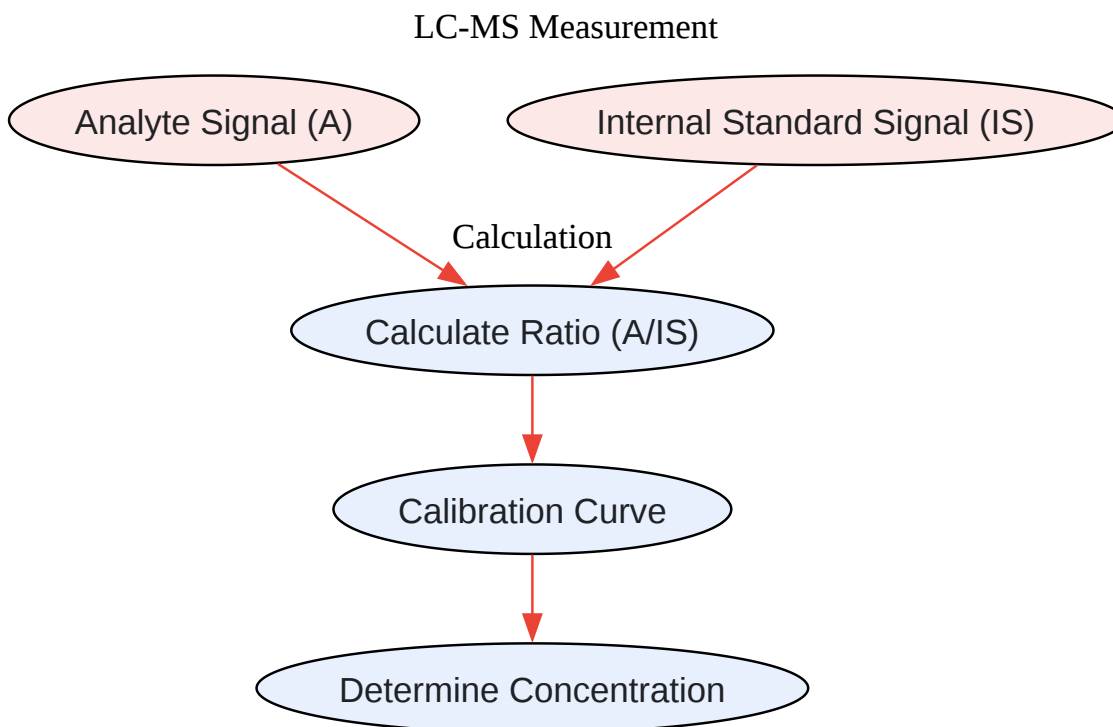 LC-MS Measurement
Analyte Signal (A)
Internal Standard Signal (IS)
Calculation
Calculate Ratio (A/IS)
Calibration Curve
Determine Concentration